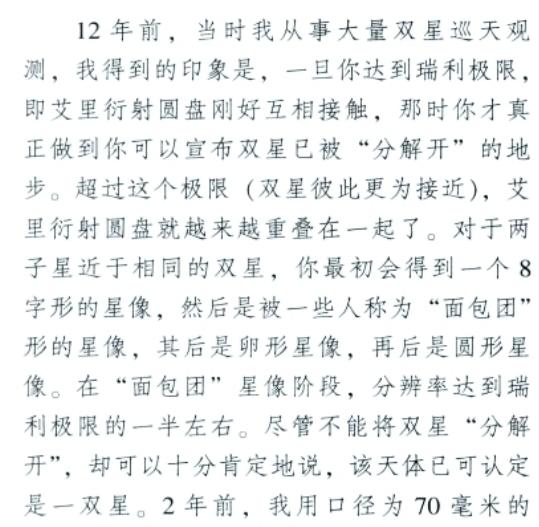 12 年前，当时我从事大量双星巡天观
测，我得到的印象是，一旦你达到瑞利极限，
即艾里衍射圆盘刚好互相接触，那时你才真
正做到你可以宣布双星已被“分解开”的地
步。超过这个极限（双星彼此更为接近），艾
里衍射圆盘就越来越重叠在一起了。对于两
子星近于相同的双星，你最初会得到一个 8
字形的星像，然后是被一些人称为“面包团”
形的星像，其后是卵形星像，再后是圆形星
像。在“面包团”星像阶段，分辨率达到瑞
利极限的一半左右。尽管不能将双星“分解
开”，却可以十分肯定地说，该天体已可认定
是一双星。2 年前，我用口径为 70 毫米的